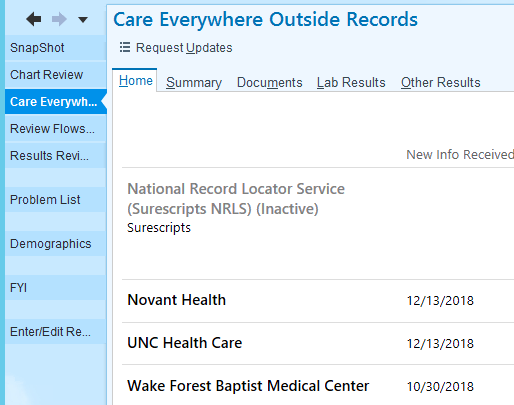 Care Everywhere Outside Records
Request Updates
SnapShot
Chart Review
Care Everywh...
Review Flows...
Results Revi...
Problem List
Demographics
FYI
Enter/Edit Re...
Home Summary Documents Lab Results Other Results
New Info Received
National Record Locator Service
(Surescripts NRLS) (Inactive)
Surescripts
Novant Health 12/13/2018
UNC Health Care 12/13/2018
Wake Forest Baptist Medical Center 10/30/2018